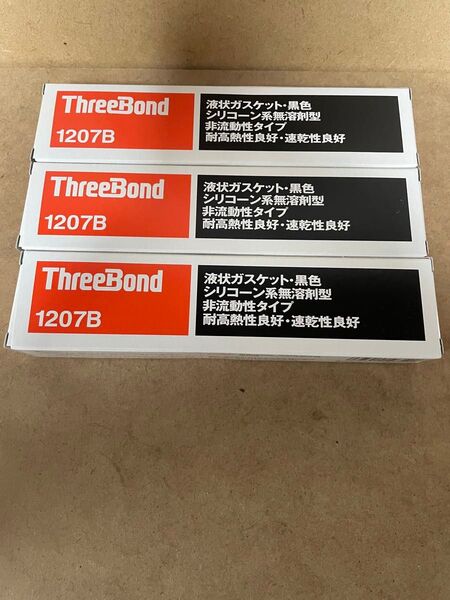 ThreeBond
1207B
液状ガスケット・黒色
シリコーン系無溶剤型
非流動性タイプ
耐高熱性良好・速乾性良好
ThreeBond
1207B
液状ガスケット・黒色
シリコーン系無溶剤型
非流動性タイプ
耐高熱性良好・速乾性良好
ThreeBond
1207B
液状ガスケット・黒色
シリコーン系無溶剤型
非流動性タイプ
耐高熱性良好・速乾性良好